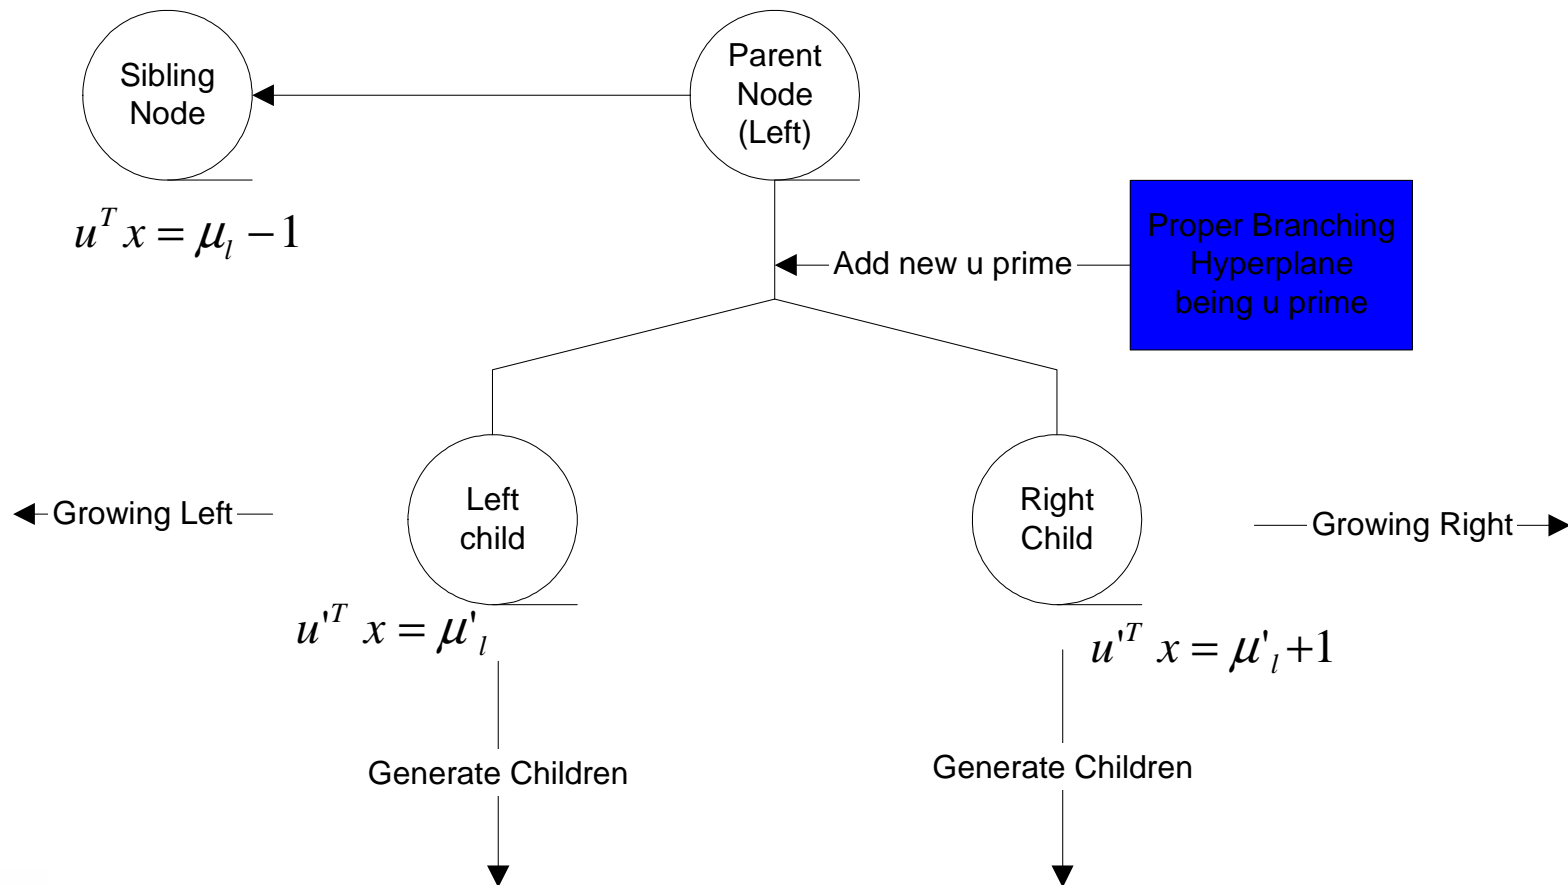 Sibling
Node
Parent
Node
(Left)
u^T x = μ_l − 1
Add new u prime
Proper Branching
Hyperplane
being u prime
Growing Left
Left
child
Right
Child
Growing Right
u'^T x = μ'_l
u'^T x = μ'_l +1
Generate Children
Generate Children